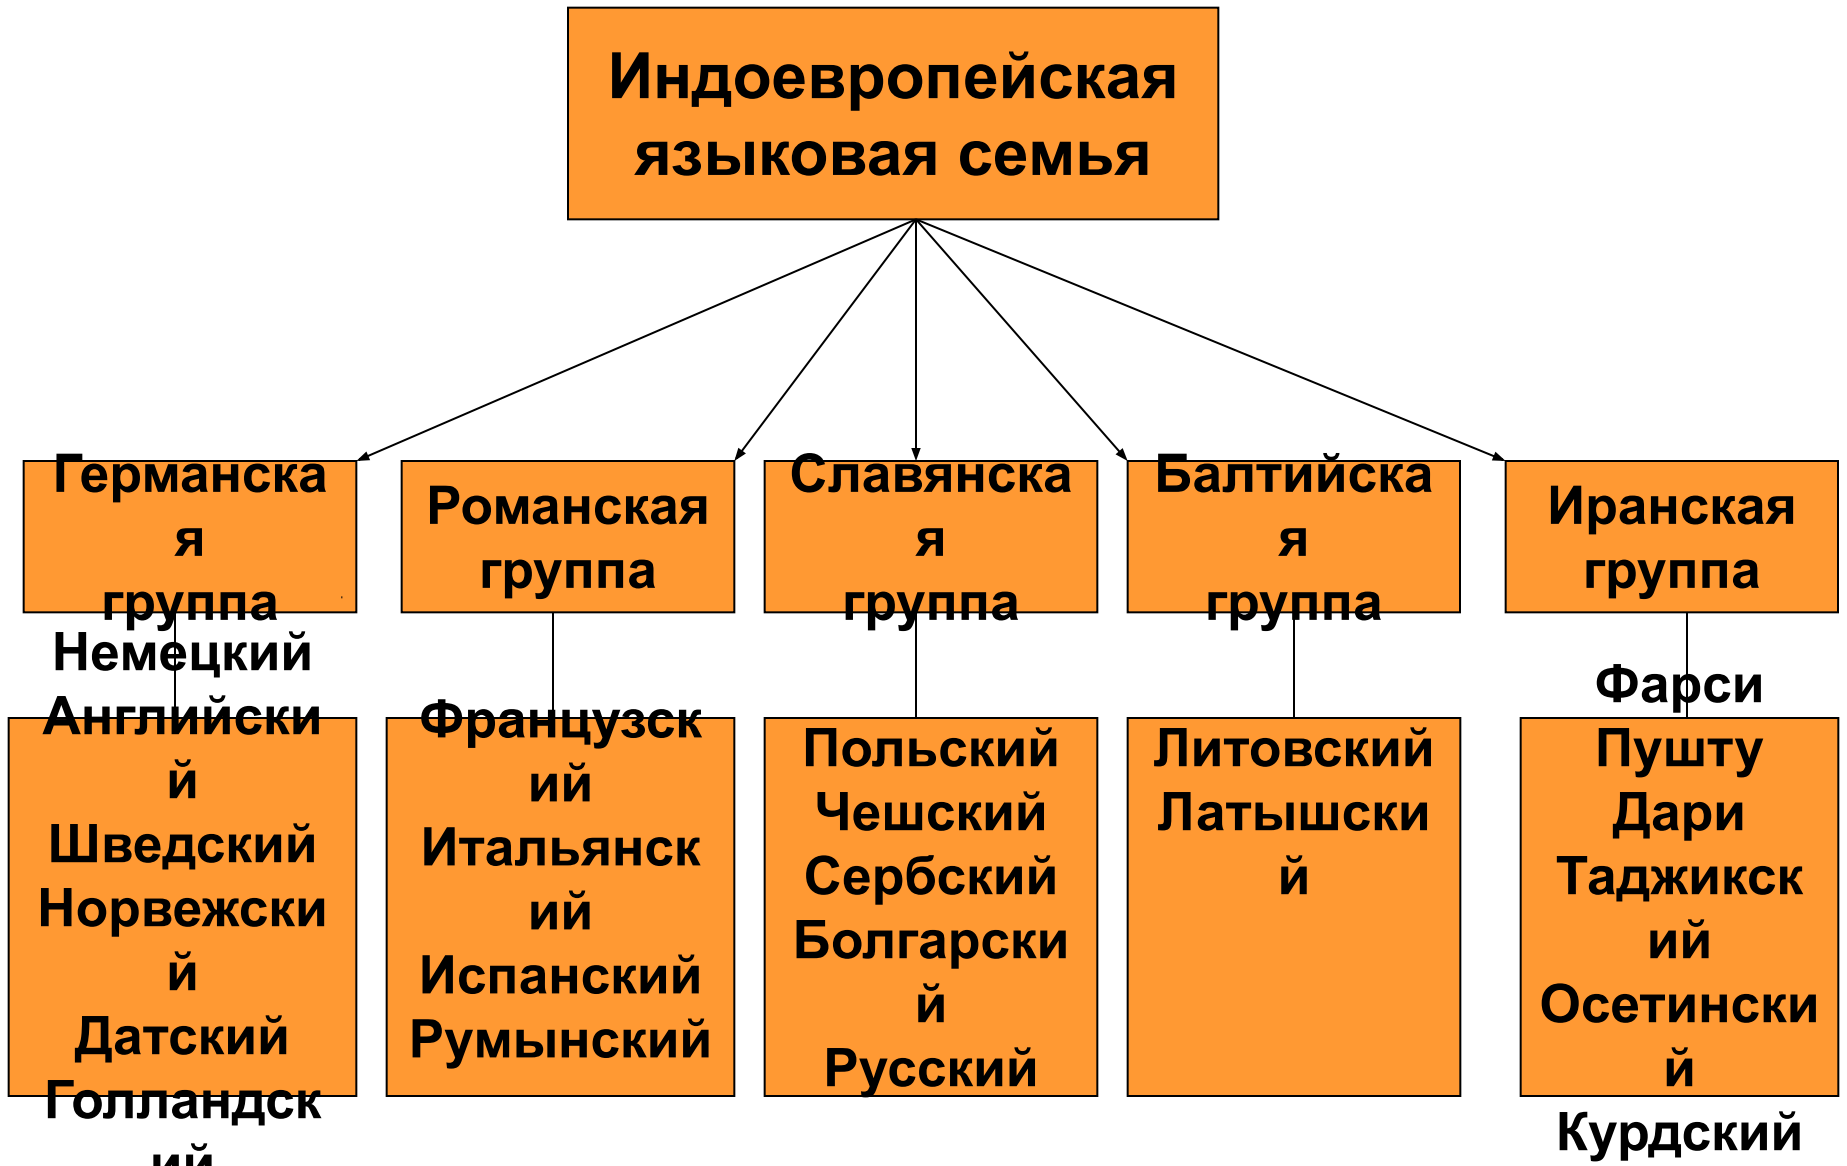 Индоевропейская
языковая семья
Германска
я
группа
Романская
группа
Славянска
я
группа
Балтийска
я
группа
Иранская
группа
Немецкий
Английски
й
Шведский
Норвежски
й
Датский
Голландск
ий
Французск
ий
Итальянск
ий
Испанский
Румынский
Польский
Чешский
Сербский
Болгарски
й
Русский
Литовский
Латышски
й
Фарси
Пушту
Дари
Таджикск
ий
Осетински
й
Курдский